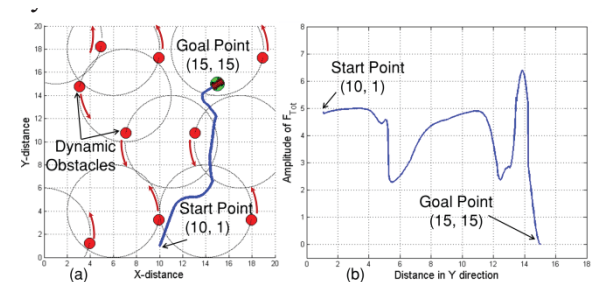 20
18
16
14
12
10
8
6
4
2
0
Y-distance
Goal Point
(15, 15)
Dynamic
Obstacles
Start Point
(10, 1)
0 2 4 6 8 10 12 14 16 18 20
(a) X-distance
8
7
6
5
4
3
2
1
0
Amplitude of F_Tot
Start Point
(10, 1)
Goal Point
(15, 15)
0 2 4 6 8 10 12 14 16 18
(b) Distance in Y direction